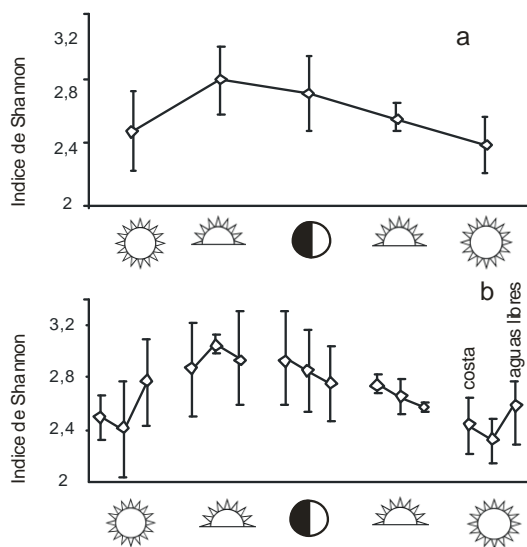 a
Indice de Shannon
3,2
2,8
2,4
2
b
Indice de Shannon
3,2
2,8
2,4
2
costa
aguas libres